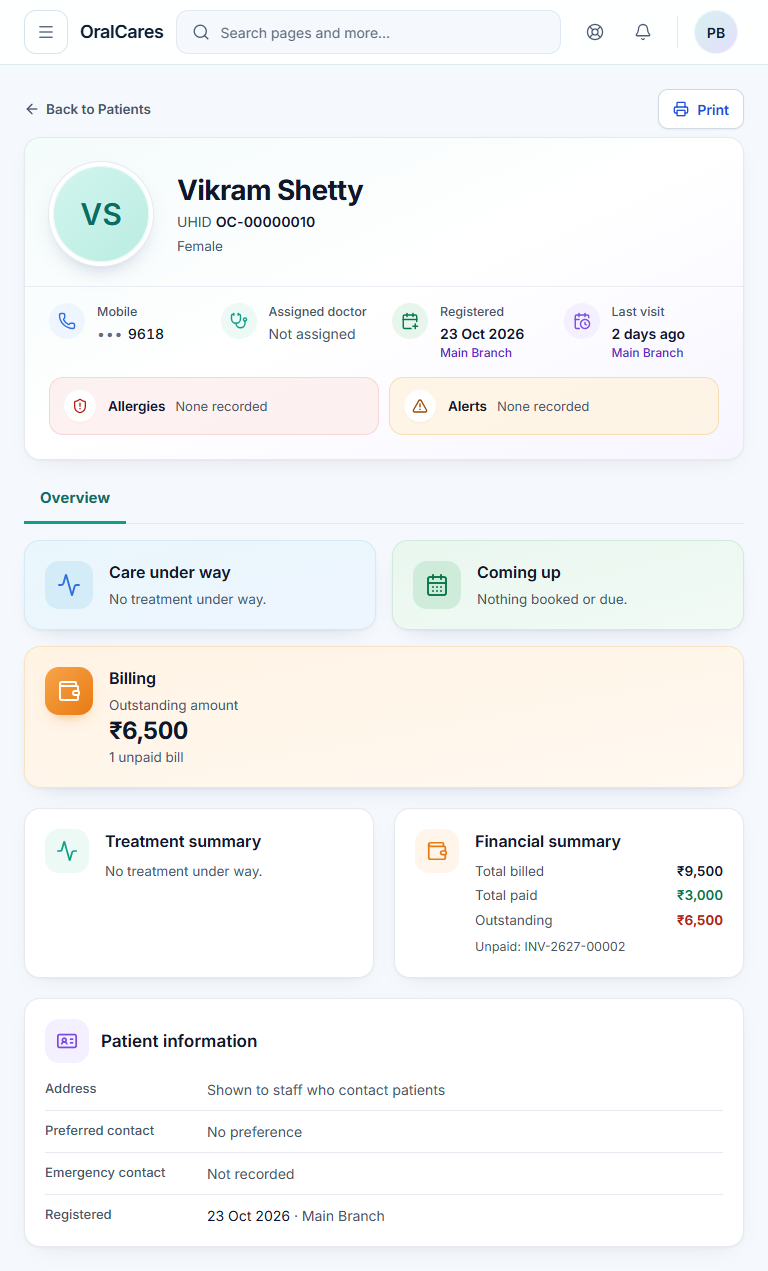 OralCares
Search pages and more...
PB
Back to Patients
Print
VS
Vikram Shetty
UHID OC-00000010
Female
Mobile
••• 9618
Assigned doctor
Not assigned
Registered
23 Oct 2026
Main Branch
Last visit
2 days ago
Main Branch
Allergies None recorded
Alerts None recorded
Overview
Care under way
No treatment under way.
Coming up
Nothing booked or due.
Billing
Outstanding amount
₹6,500
1 unpaid bill
Treatment summary
No treatment under way.
Financial summary
Total billed ₹9,500
Total paid ₹3,000
Outstanding ₹6,500
Unpaid: INV-2627-00002
Patient information
Address Shown to staff who contact patients
Preferred contact No preference
Emergency contact Not recorded
Registered 23 Oct 2026 · Main Branch